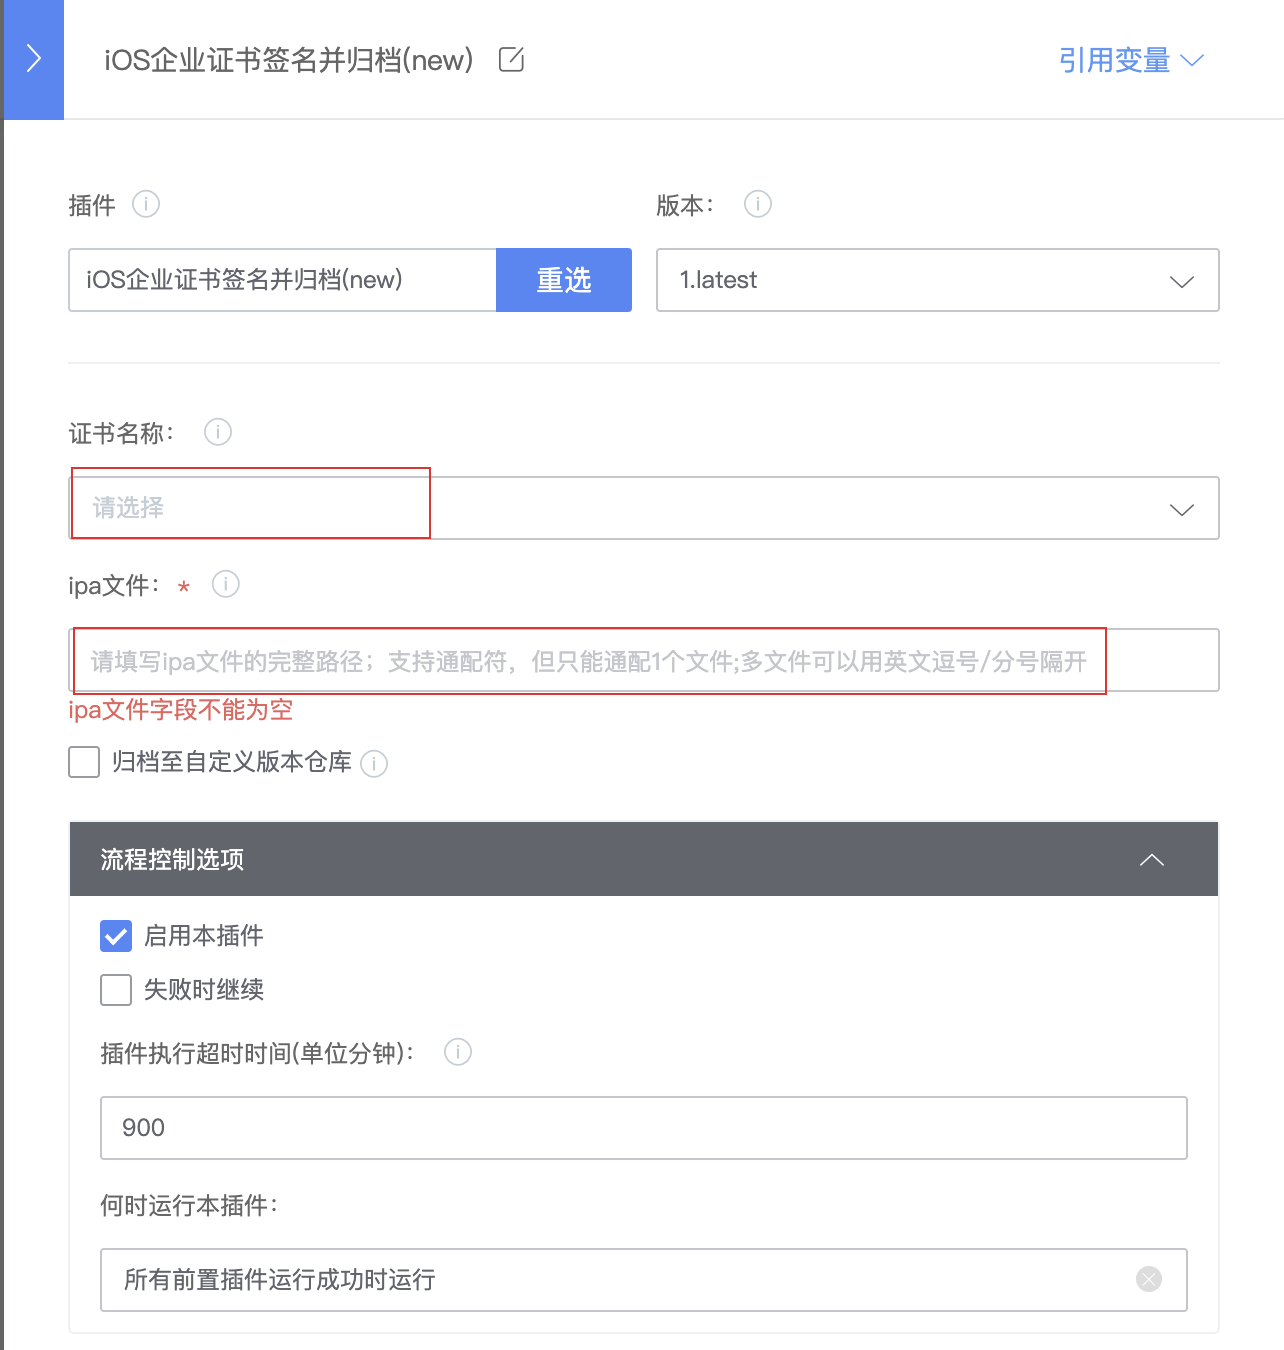 iOS企业证书签名并归档(new)
引用变量
插件
版本：
iOS企业证书签名并归档(new)
重选
1.latest
证书名称：
请选择
ipa文件： *
请填写ipa文件的完整路径；支持通配符，但只能通配1个文件;多文件可以用英文逗号/分号隔开
ipa文件字段不能为空
归档至自定义版本仓库
流程控制选项
启用本插件
失败时继续
插件执行超时时间(单位分钟)：
900
何时运行本插件：
所有前置插件运行成功时运行